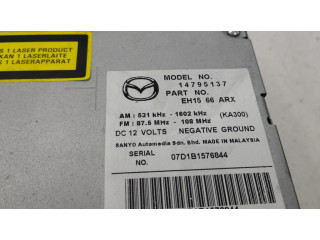 S 1 LASER PRODUCT
AN 1 LASERLAITE
S 1 LASERAPPARAT
MODEL NO.
14795137
PART NO.
EH15 66 ARX
AM : 531 kHz - 1602 kHz (KA300)
FM : 87.5 MHz - 108 MHz
DC 12 VOLTS NEGATIVE GROUND
SANYO Automedia Sdn. Bhd. MADE IN MALAYSIA
SERIAL NO. 07D1B1576844